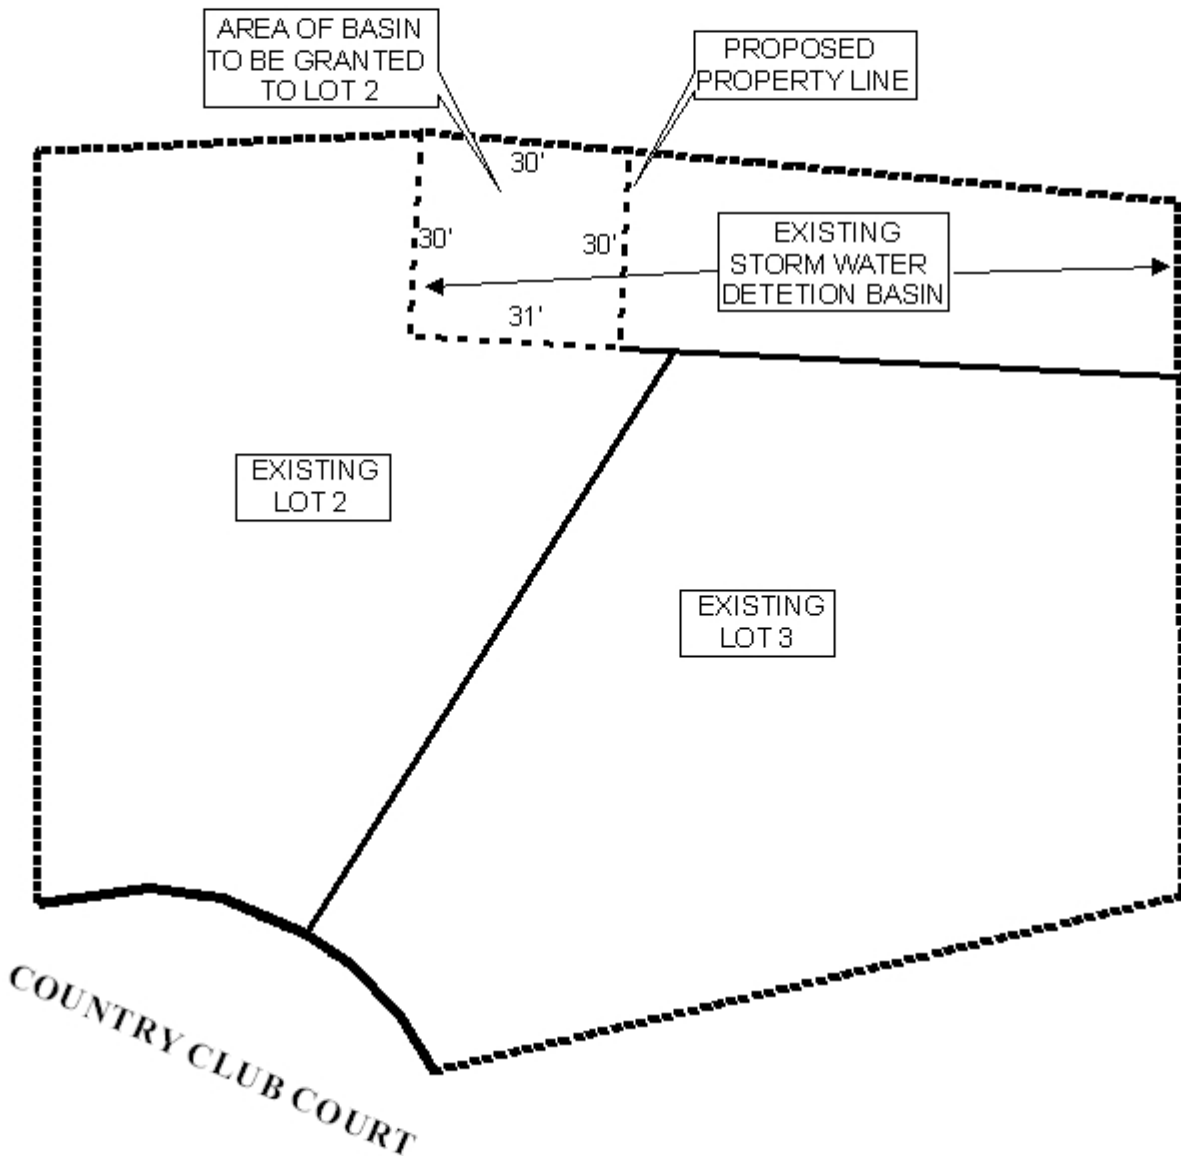 AREA OF BASIN
TO BE GRANTED
TO LOT 2
PROPOSED
PROPERTY LINE
30'
30'
30'
31'
EXISTING
STORM WATER
DETETION BASIN
EXISTING
LOT 2
EXISTING
LOT 3
COUNTRY CLUB COURT